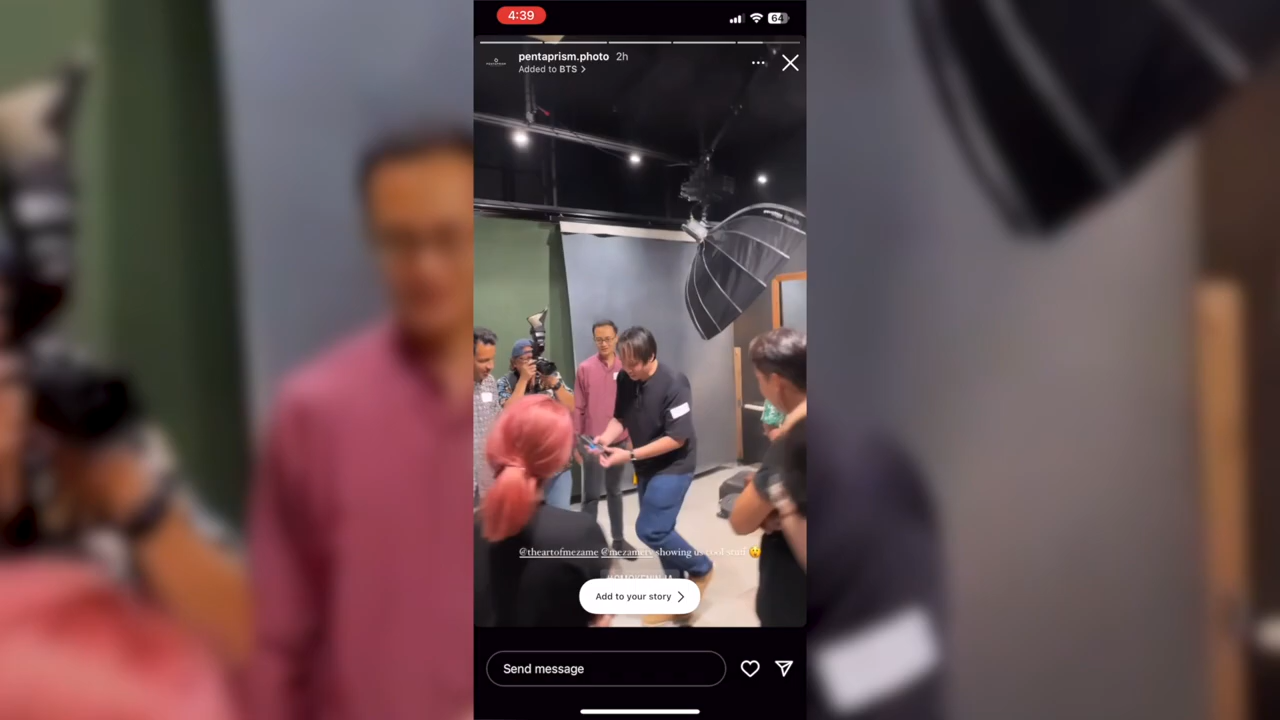 4:39
64
pentaprism.photo 2h
Added to BTS
@theartofmezame @mezamero showing us cool stuff
Add to your story
Send message